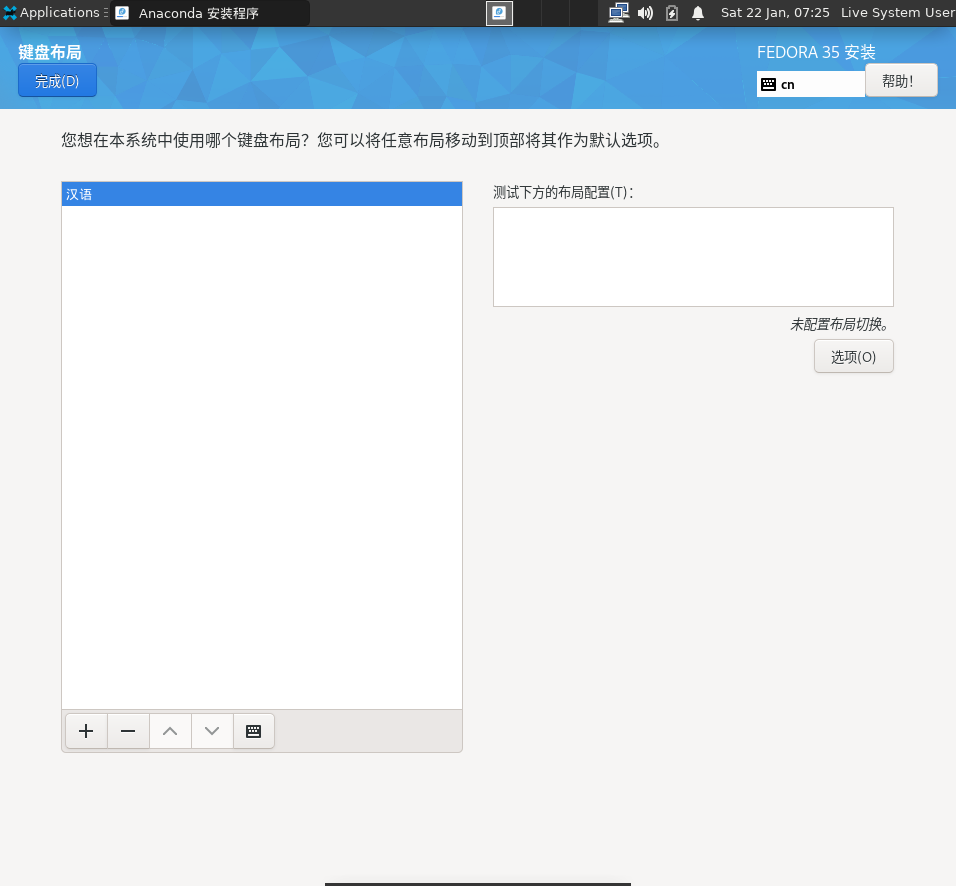 Applications
Anaconda 安裝程序
Sat 22 Jan, 07:25
Live System User
键盘布局
FEDORA 35 安装
完成(D)
cn
帮助!
您想在本系统中使用哪个键盘布局？您可以将任意布局移动到顶部将其作为默认选项。
汉语
测试下方的布局配置(T)：
未配置布局切换。
选项(O)